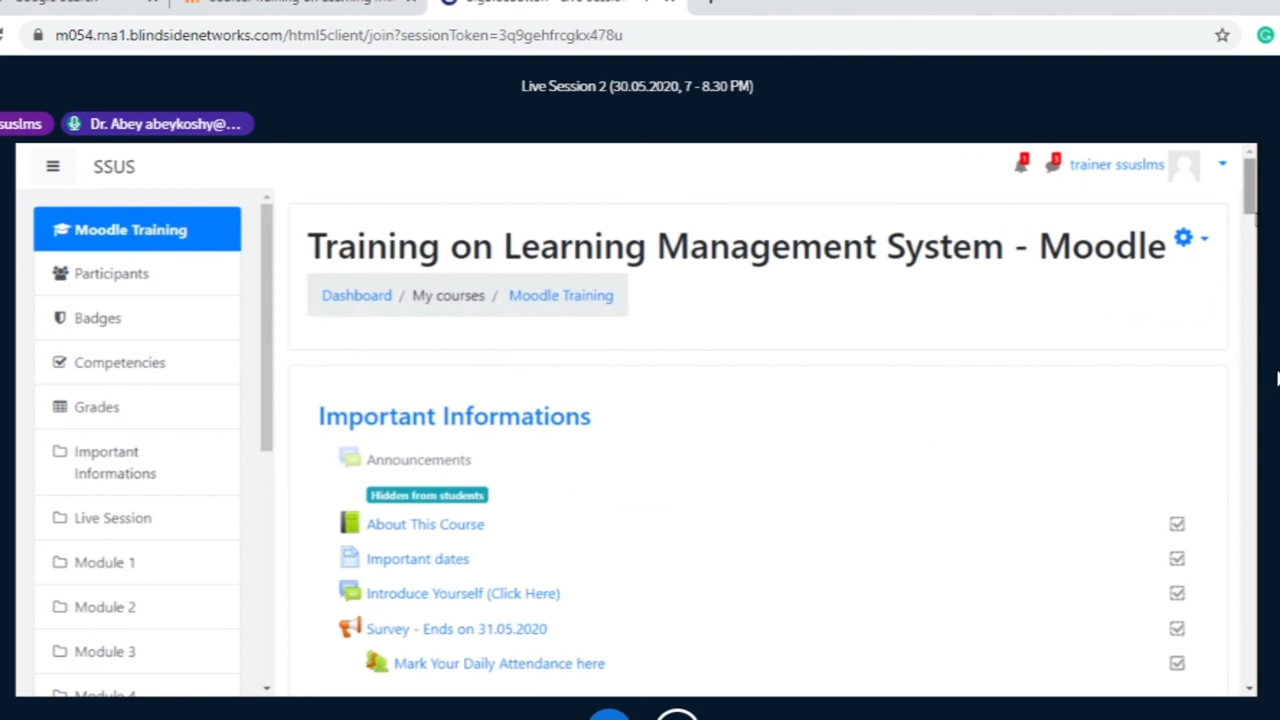 m054.rna1.blindsidenetworks.com/html5client/join?sessionToken=3q9gehfrcgkx478u
Live Session 2 (30.05.2020, 7 - 8.30 PM)
suslms Dr. Abey abeykoshy@...
SSUS
trainer ssuslms
Moodle Training
Participants
Badges
Competencies
Grades
Important
Informations
Live Session
Module 1
Module 2
Module 3
Training on Learning Management System - Moodle
Dashboard / My courses / Moodle Training
Important Informations
Announcements
Hidden from students
About This Course
Important dates
Introduce Yourself (Click Here)
Survey - Ends on 31.05.2020
Mark Your Daily Attendance here